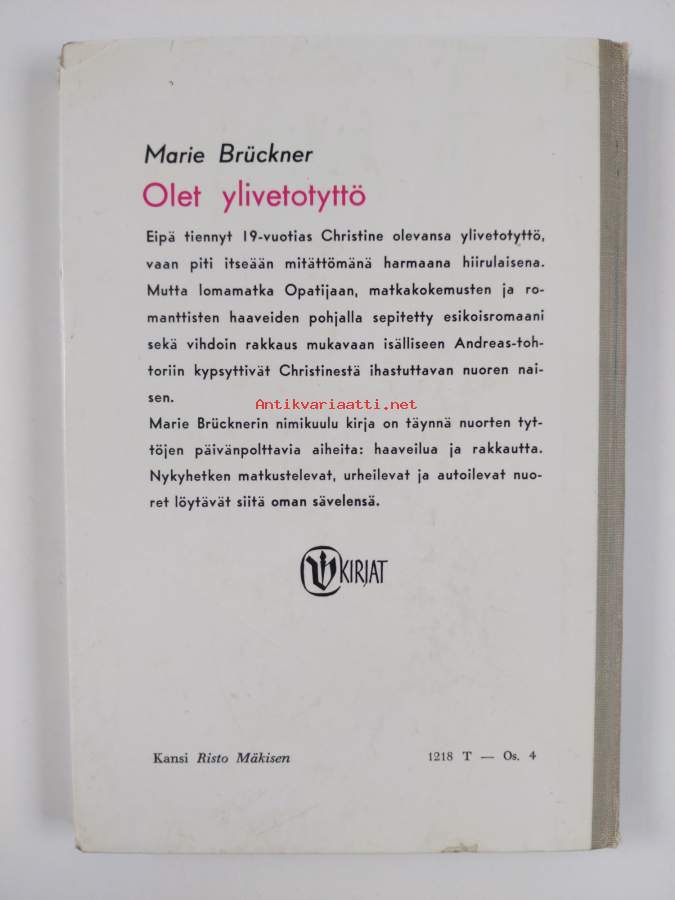 Marie Brückner
Olet ylivetotyttö
Eipä tiennyt 19-vuotias Christine olevansa ylivetotyttö,
vaan piti itseään mitättömänä harmaana hiirulaisena.
Mutta lomamatka Opatijaan, matkakokemusten ja ro-
manttisten haaveiden pohjalla sepitetty esikoisromaani
sekä vihdoin rakkaus mukavaan isälliseen Andreas-toh-
toriin kypsyttivät Christinestä ihastuttavan nuoren nai-
sen.
Antikvariaatti.net
Marie Brücknerin nimikuulu kirja on täynnä nuorten tyt-
töjen päivänpolttavia aiheita: haaveilua ja rakkautta.
Nykyhetken matkustelevat, urheilevat ja autoilevat nuo-
ret löytävät siitä oman sävelensä.
V KIRJAT
Kansi Risto Mäkisen
1218 T — Os. 4